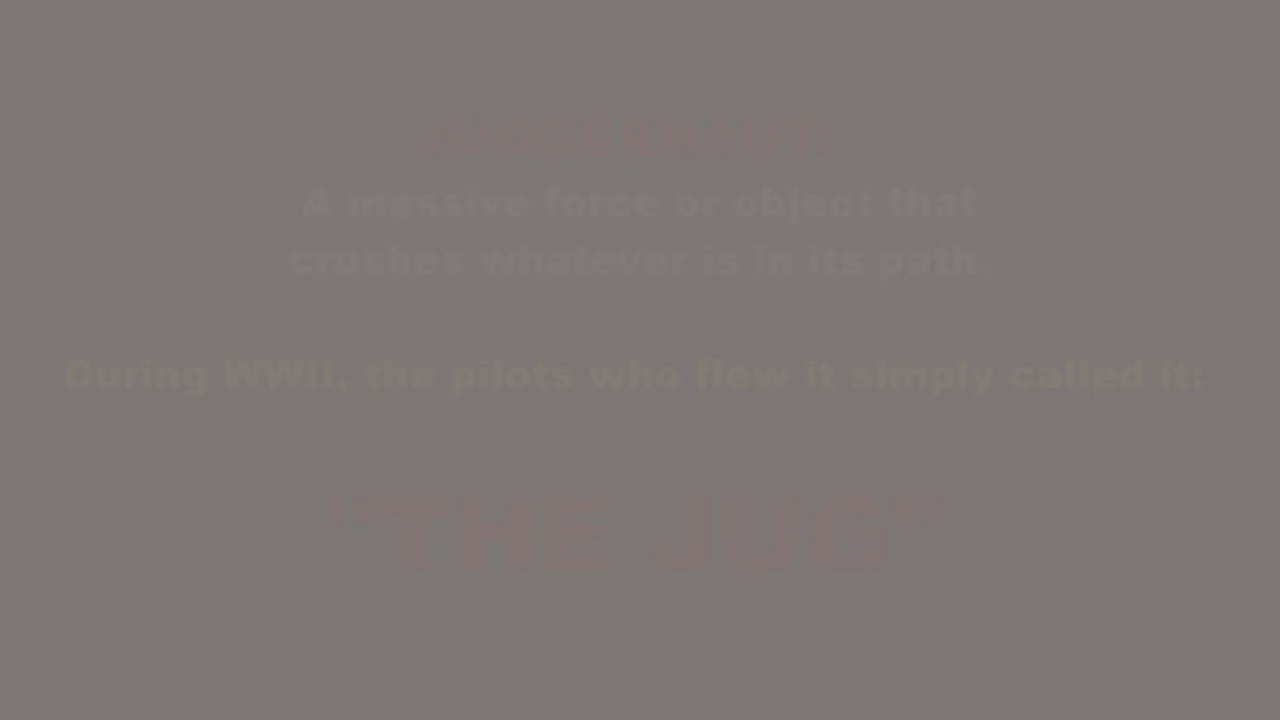 JUGGERNAUT:
A massive force or object that
crushes whatever is in its path.
During WWII, the pilots who flew it simply called it:
"THE JUG"